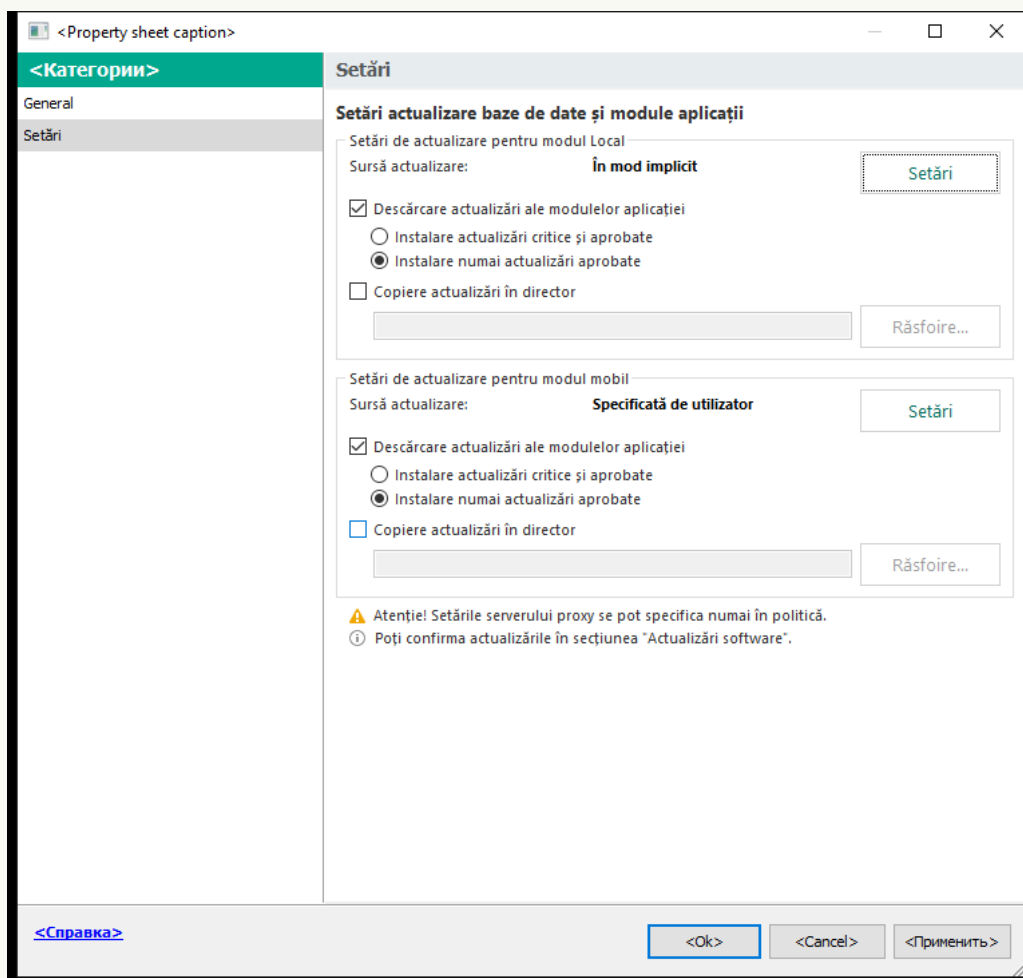 <Property sheet caption>
<Категории>
General
Setări
Setări
Setări actualizare baze de date și module aplicații
Setări de actualizare pentru modul Local
Sursă actualizare: În mod implicit Setări
Descărcare actualizări ale modulelor aplicației
Instalare actualizări critice și aprobate
Instalare numai actualizări aprobate
Copiere actualizări în director
Răsfoire...
Setări de actualizare pentru modul mobil
Sursă actualizare: Specificată de utilizator Setări
Descărcare actualizări ale modulelor aplicației
Instalare actualizări critice și aprobate
Instalare numai actualizări aprobate
Copiere actualizări în director
Răsfoire...
Atenție! Setările serverului proxy se pot specifica numai în politică.
Poți confirma actualizările în secțiunea "Actualizări software".
<Справка> <Ok> <Cancel> <Применить>